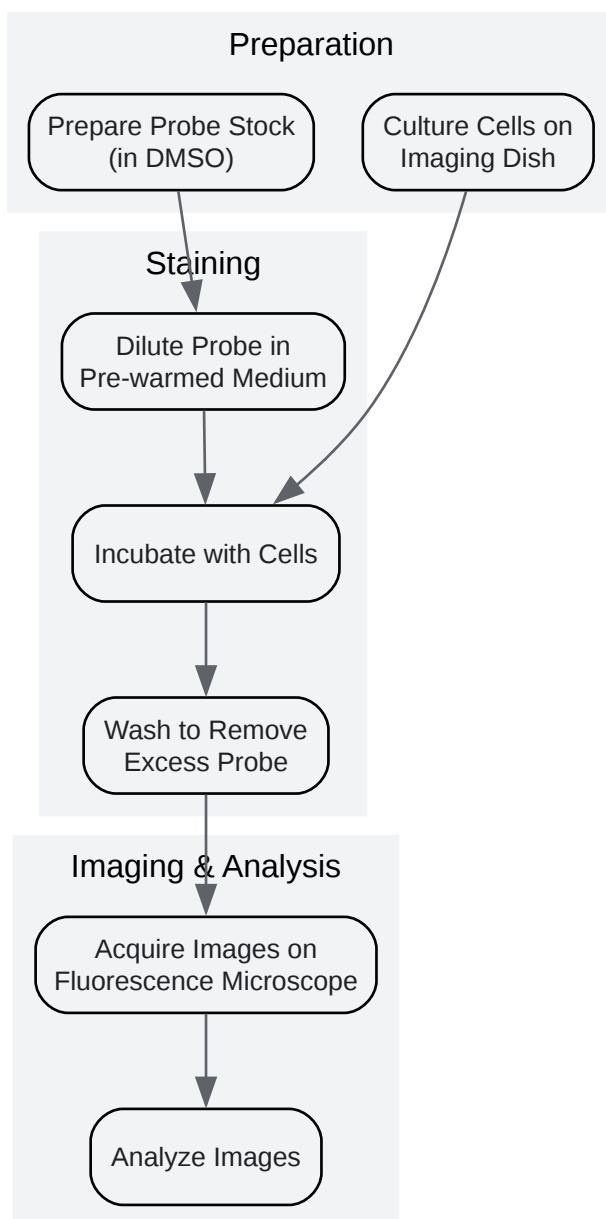 Preparation
Prepare Probe Stock
(in DMSO)
Culture Cells on
Imaging Dish
Staining
Dilute Probe in
Pre-warmed Medium
Incubate with Cells
Wash to Remove
Excess Probe
Imaging & Analysis
Acquire Images on
Fluorescence Microscope
Analyze Images